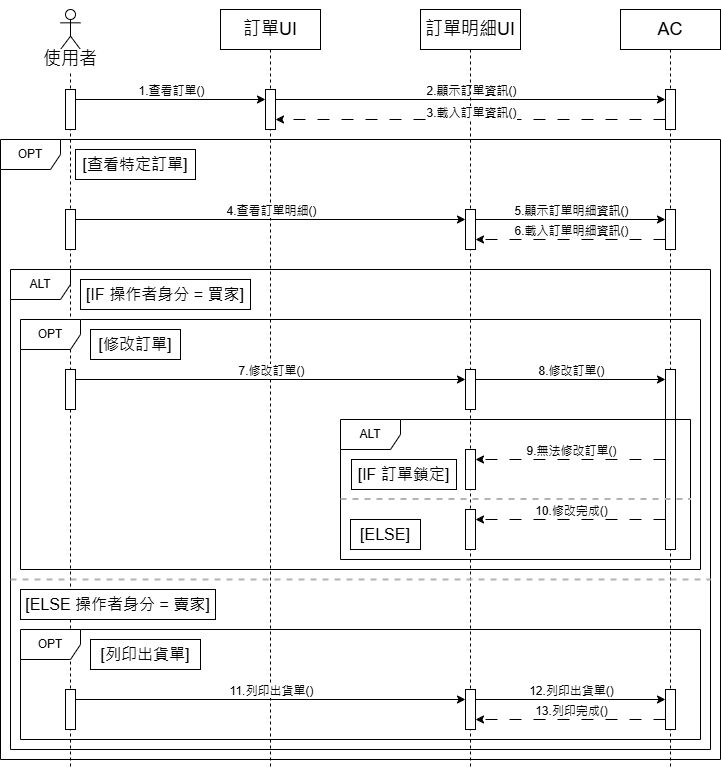 使用者
訂單UI
訂單明細UI
AC
1.查看訂單()
2.顯示訂單資訊()
3.載入訂單資訊()
OPT
[查看特定訂單]
4.查看訂單明細()
5.顯示訂單明細資訊()
6.載入訂單明細資訊()
ALT
[IF 操作者身分 = 買家]
OPT
[修改訂單]
7.修改訂單()
8.修改訂單()
ALT
9.無法修改訂單()
[IF 訂單鎖定]
10.修改完成()
[ELSE]
[ELSE 操作者身分 = 賣家]
OPT
[列印出貨單]
11.列印出貨單()
12.列印出貨單()
13.列印完成()